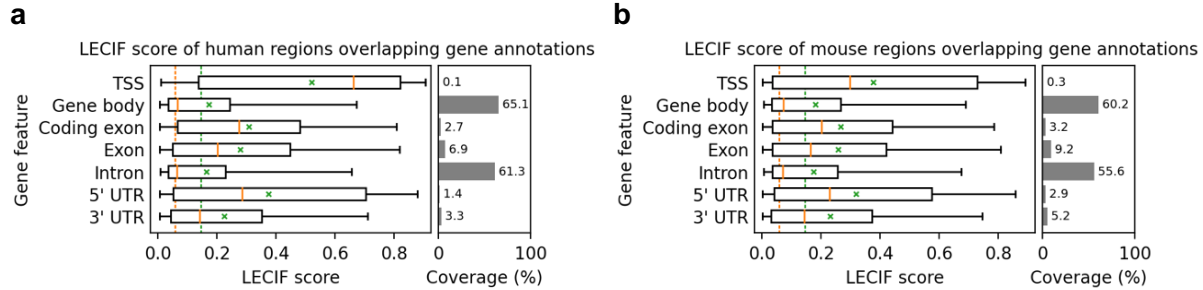 a
LECIF score of human regions overlapping gene annotations
Gene feature
TSS 0.1
Gene body 65.1
Coding exon 2.7
Exon 6.9
Intron 61.3
5' UTR 1.4
3' UTR 3.3
0.0 0.2 0.4 0.6 0.8 0 100
LECIF score Coverage (%)
b
LECIF score of mouse regions overlapping gene annotations
Gene feature
TSS 0.3
Gene body 60.2
Coding exon 3.2
Exon 9.2
Intron 55.6
5' UTR 2.9
3' UTR 5.2
0.0 0.2 0.4 0.6 0.8 0 100
LECIF score Coverage (%)